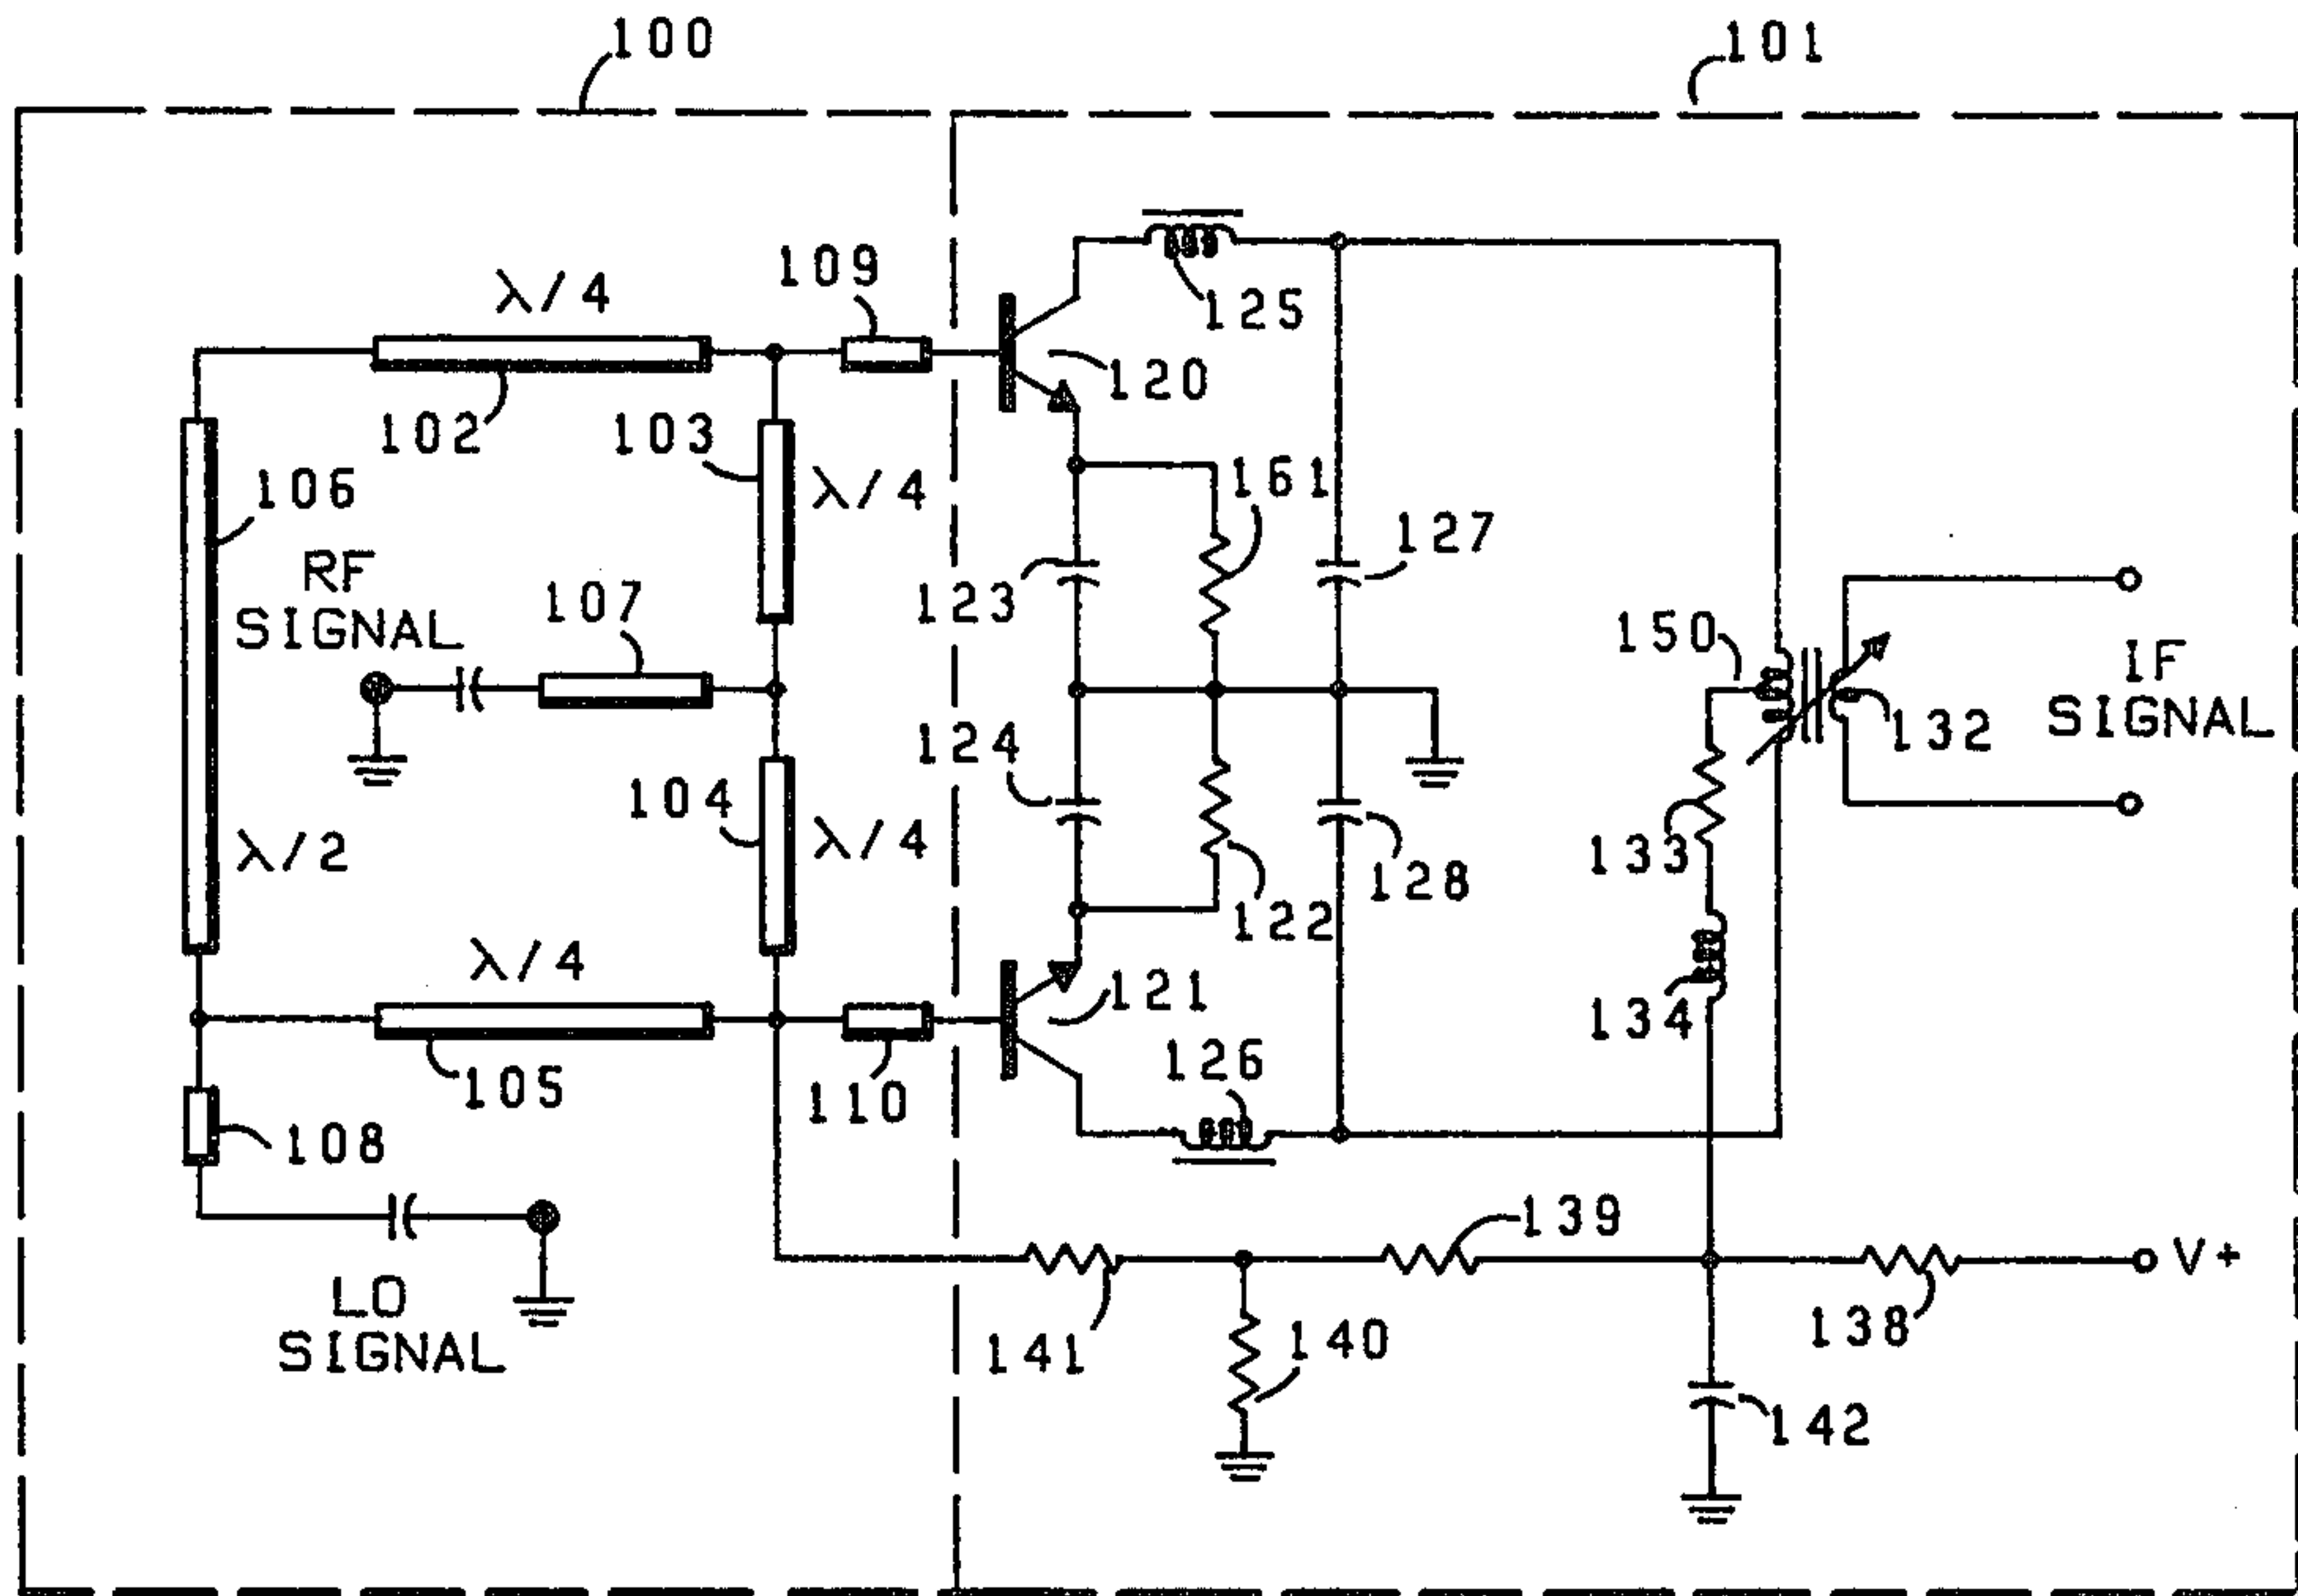 100
101
109
λ/4
125
120
102
103
106
λ/4
161
127
RF
SIGNAL
107
123
150
IF
SIGNAL
132
124
104
λ/4
133
λ/2
128
122
λ/4
121
134
105
126
110
108
139
V+
LO
SIGNAL
141
140
138
142